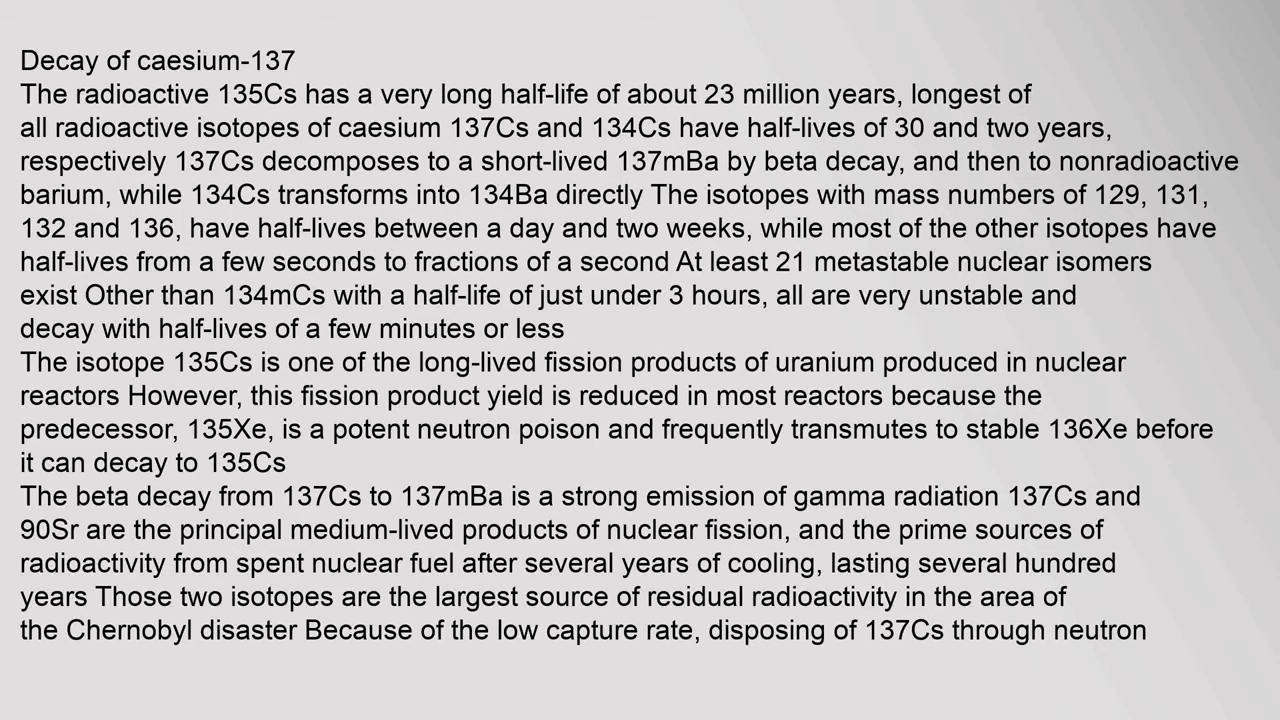 Decay of caesium-137
The radioactive 135Cs has a very long half-life of about 23 million years, longest of
all radioactive isotopes of caesium 137Cs and 134Cs have half-lives of 30 and two years,
respectively 137Cs decomposes to a short-lived 137mBa by beta decay, and then to nonradioactive
barium, while 134Cs transforms into 134Ba directly The isotopes with mass numbers of 129, 131,
132 and 136, have half-lives between a day and two weeks, while most of the other isotopes have
half-lives from a few seconds to fractions of a second At least 21 metastable nuclear isomers
exist Other than 134mCs with a half-life of just under 3 hours, all are very unstable and
decay with half-lives of a few minutes or less
The isotope 135Cs is one of the long-lived fission products of uranium produced in nuclear
reactors However, this fission product yield is reduced in most reactors because the
predecessor, 135Xe, is a potent neutron poison and frequently transmutes to stable 136Xe before
it can decay to 135Cs
The beta decay from 137Cs to 137mBa is a strong emission of gamma radiation 137Cs and
90Sr are the principal medium-lived products of nuclear fission, and the prime sources of
radioactivity from spent nuclear fuel after several years of cooling, lasting several hundred
years Those two isotopes are the largest source of residual radioactivity in the area of
the Chernobyl disaster Because of the low capture rate, disposing of 137Cs through neutron